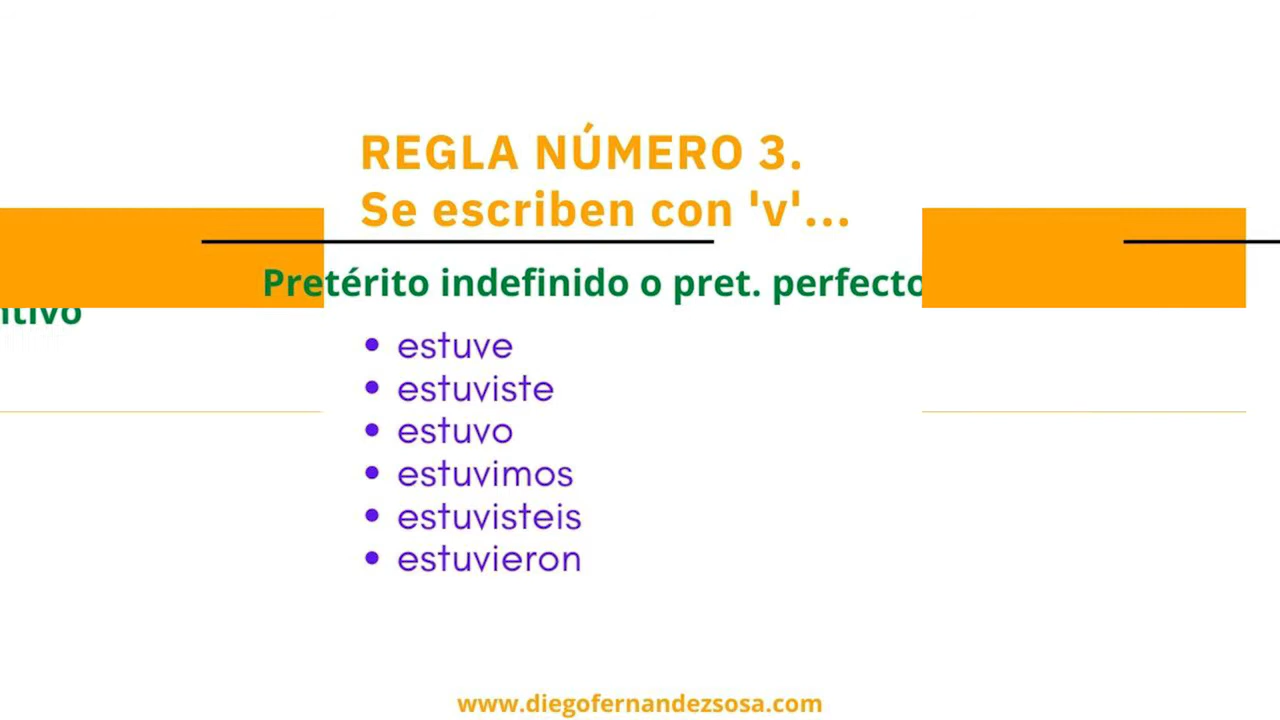 REGLA NÚMERO 3.
Se escriben con 'v'...
Pretérito indefinido o pret. perfecto
• estuve
• estuviste
• estuvo
• estuvimos
• estuvisteis
• estuvieron
www.diegofernandezsosa.com